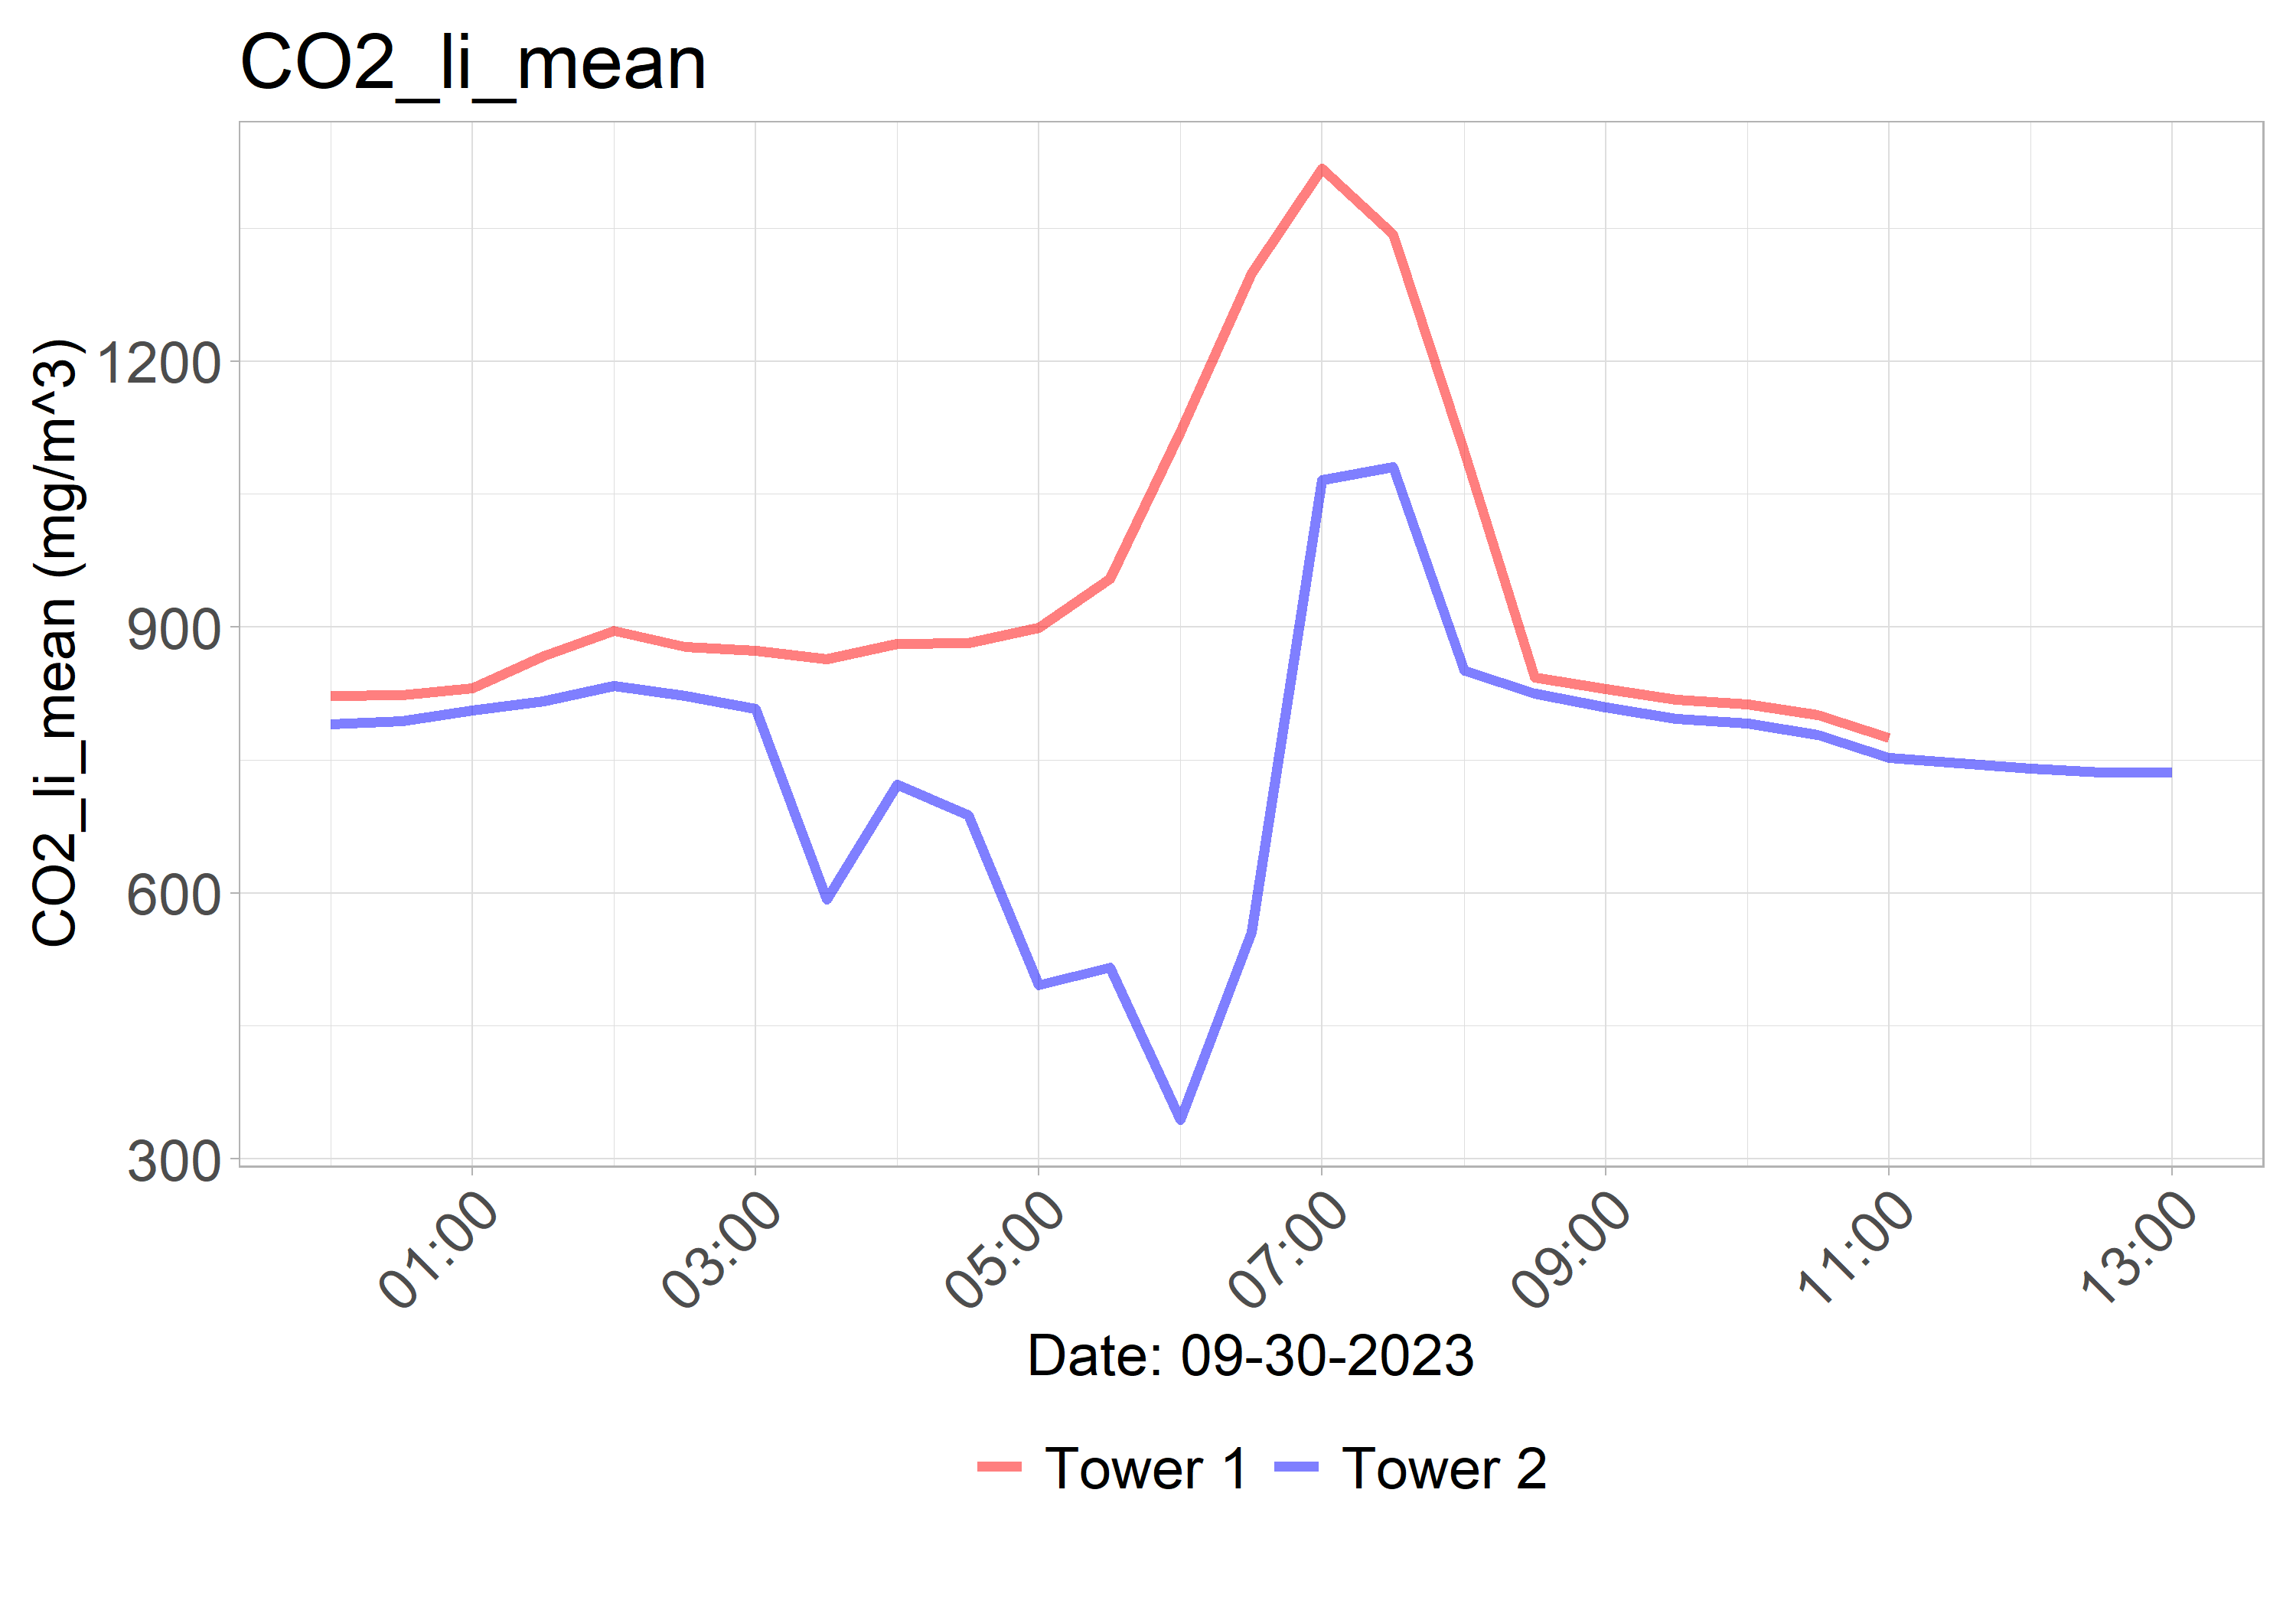 CO2_li_mean
CO2_li_mean (mg/m^3)
1200
900
600
300
01:00 03:00 05:00 07:00 09:00 11:00 13:00
Date: 09-30-2023
Tower 1 Tower 2